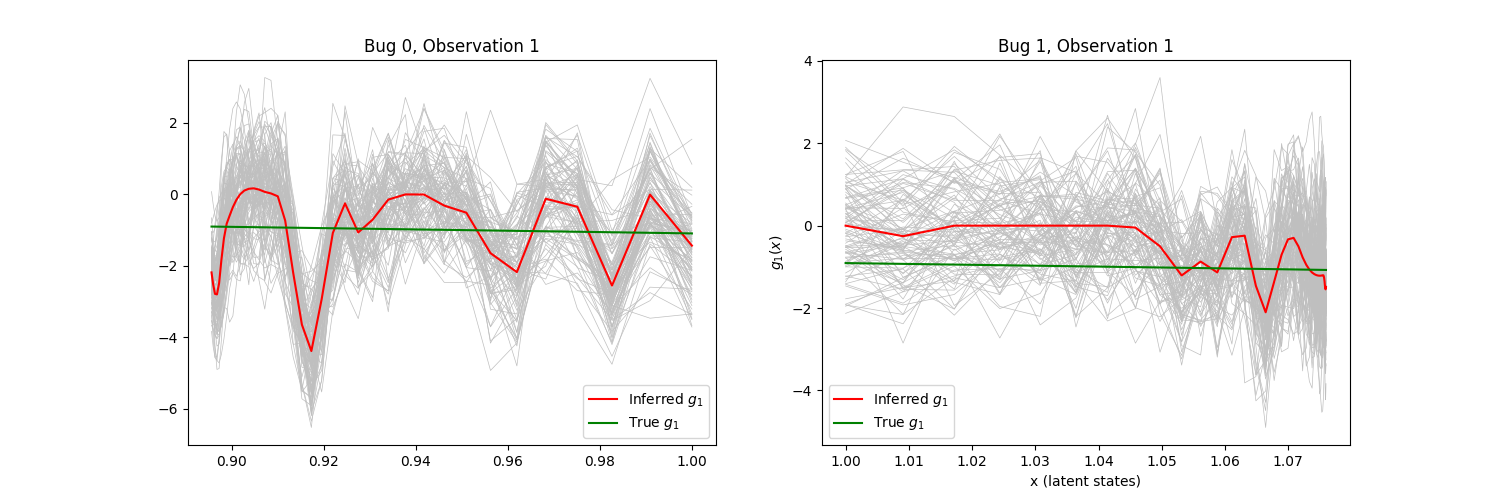 Bug 0, Observation 1
2
0
−2
−4
−6
0.90 0.92 0.94 0.96 0.98 1.00
Inferred g₁
True g₁
Bug 1, Observation 1
g₁(x)
4
2
0
−2
−4
1.00 1.01 1.02 1.03 1.04 1.05 1.06 1.07
x (latent states)
Inferred g₁
True g₁